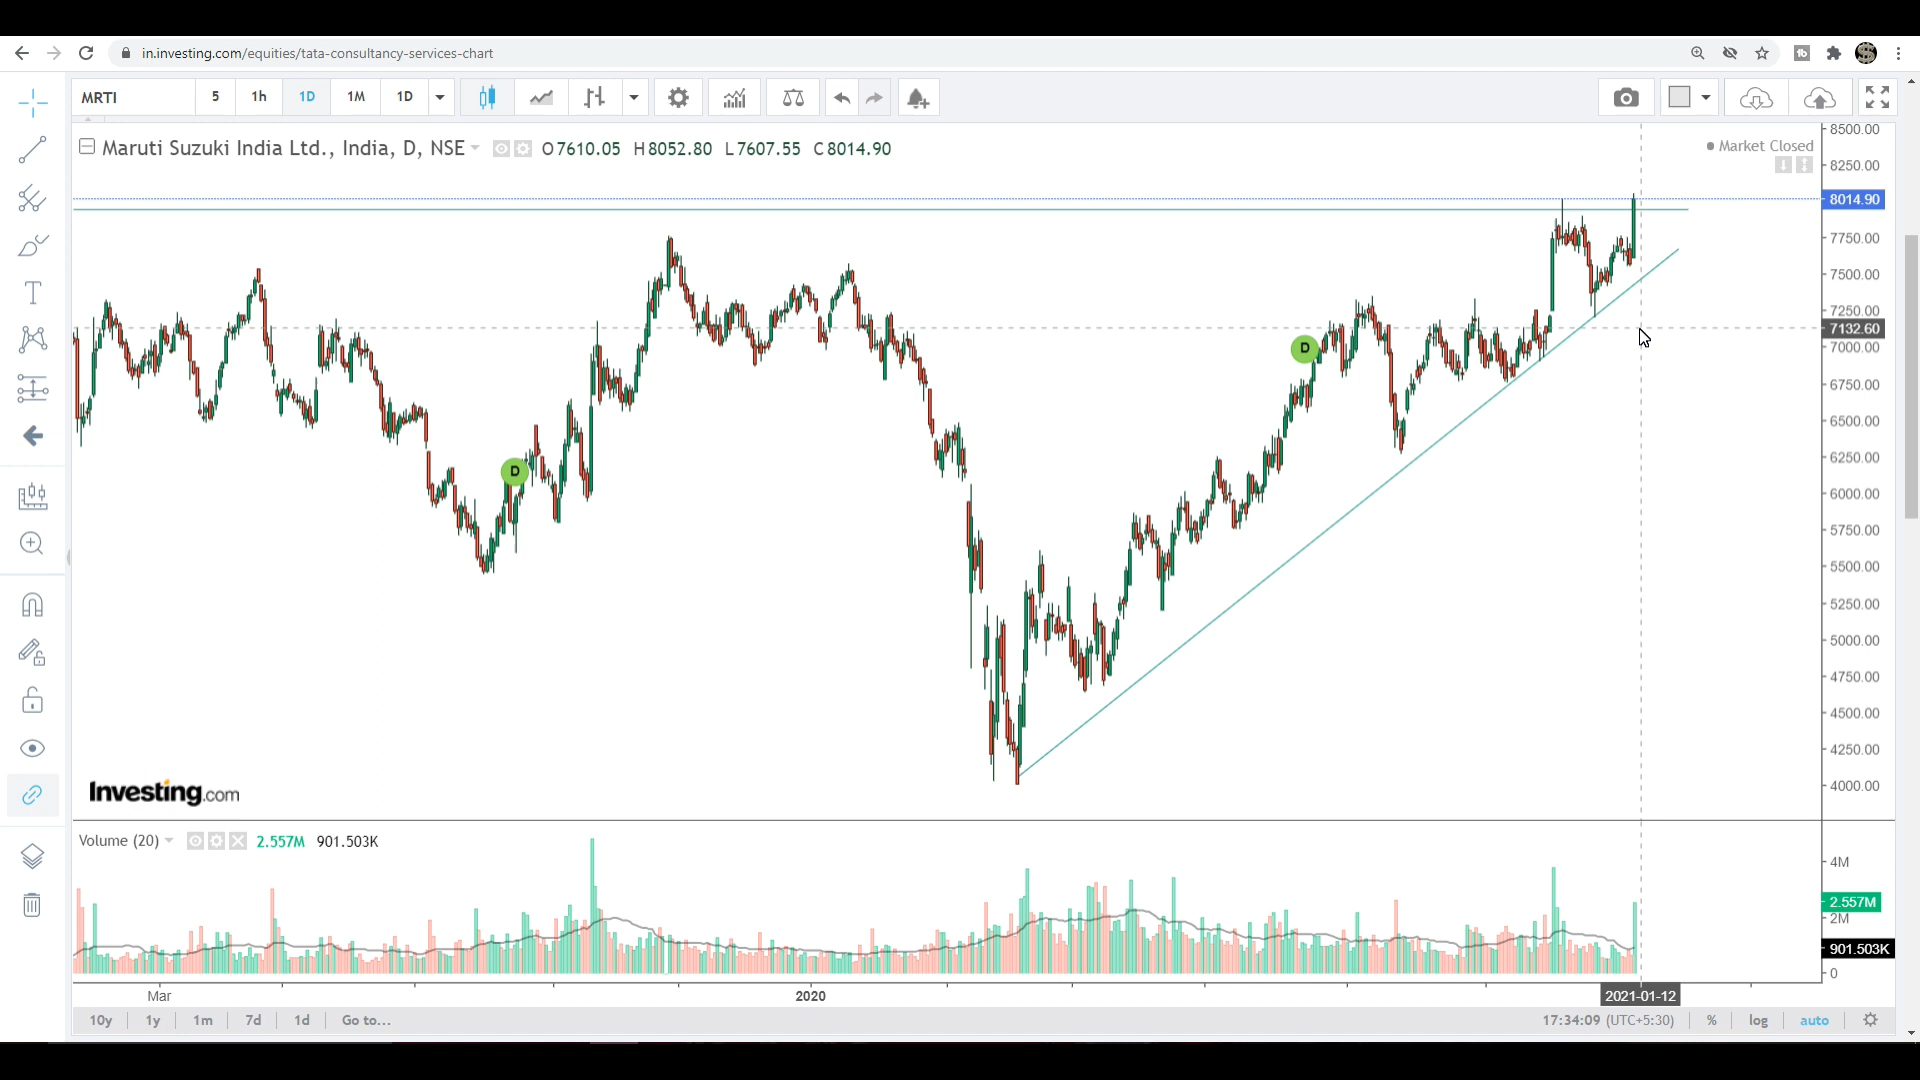 in.investing.com/equities/tata-consultancy-services-chart
MRTI 5 1h 1D 1M 1D
Maruti Suzuki India Ltd., India, D, NSE O7610.05 H8052.80 L7607.55 C8014.90
Market Closed
8500.00
8250.00
8014.90
7750.00
7500.00
7250.00
7132.60
7000.00
6750.00
6500.00
6250.00
6000.00
5750.00
5500.00
5250.00
5000.00
4750.00
4500.00
4250.00
4000.00
D
D
Investing.com
Volume (20) 2.557M 901.503K
4M
2.557M
2M
901.503K
0
Mar 2020 2021-01-12
10y 1y 1m 7d 1d Go to... 17:34:09 (UTC+5:30) % log auto